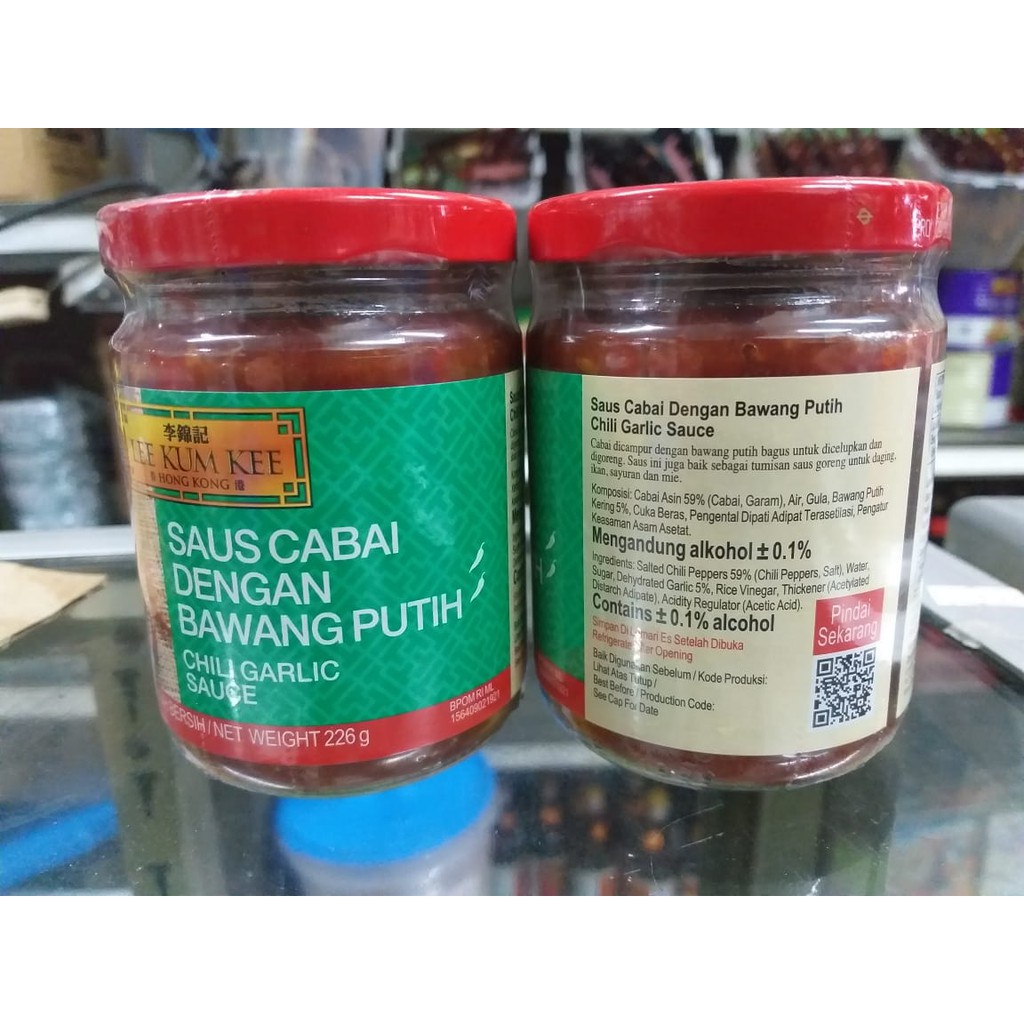 李錦記
LEE KUM KEE
HONG KONG 港
SAUS CABAI
DENGAN
BAWANG PUTIH
CHILI GARLIC
SAUCE
BPOM RI ML
156409021921
BERSIH / NET WEIGHT 226 g
Saus Cabai Dengan Bawang Putih
Chili Garlic Sauce
Cabai dicampur dengan bawang putih bagus untuk dicelupkan dan
digoreng. Saus ini juga baik sebagai tumisan saus goreng untuk daging,
ikan, sayuran dan mie.
Komposisi: Cabai Asin 59% (Cabai, Garam), Air, Gula, Bawang Putih
Kering 5%, Cuka Beras, Pengental Dipati Adipat Terasetilasi, Pengatur
Keasaman Asam Asetat.
Mengandung alkohol ± 0.1%
Ingredients: Salted Chili Peppers 59% (Chili Peppers, Salt), Water,
Sugar, Dehydrated Garlic 5%, Rice Vinegar, Thickener (Acetylated
Distarch Adipate), Acidity Regulator (Acetic Acid).
Contains ± 0.1% alcohol
Simpan Di Lemari Es Setelah Dibuka
Refrigerate After Opening
Baik Digunakan Sebelum / Kode Produksi:
Lihat Atas Tutup /
Best Before / Production Code:
See Cap For Date
Pindai
Sekarang